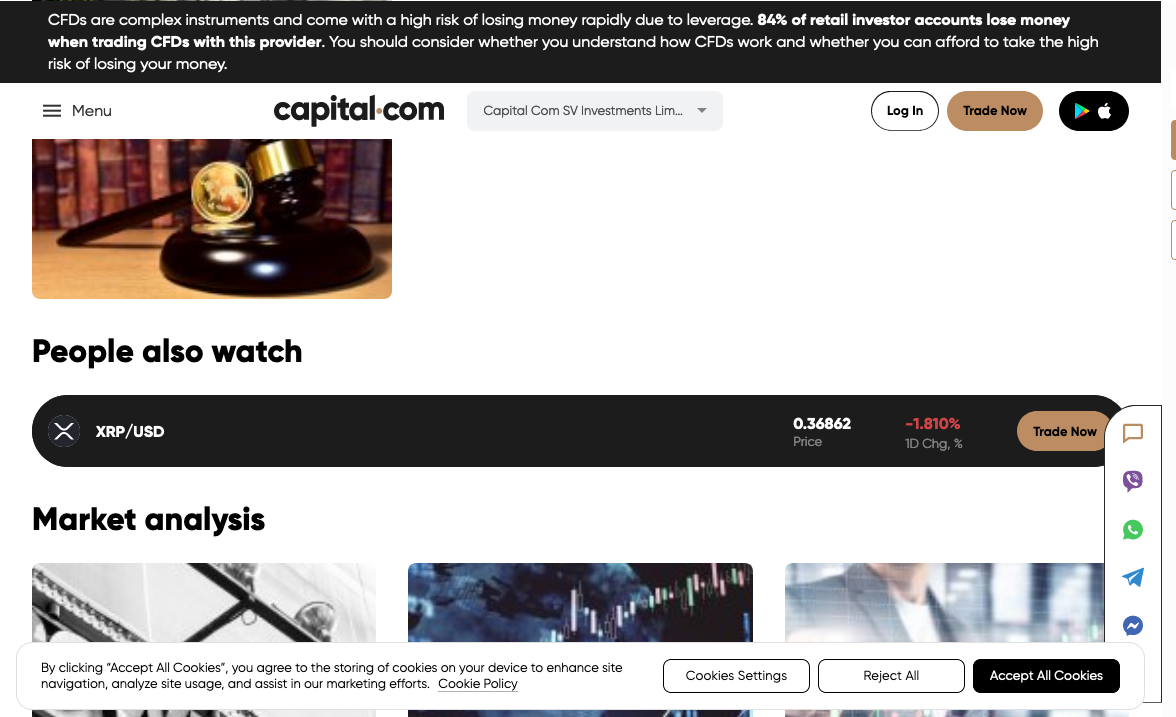 CFDs are complex instruments and come with a high risk of losing money rapidly due to leverage. 84% of retail investor accounts lose money
when trading CFDs with this provider. You should consider whether you understand how CFDs work and whether you can afford to take the high
risk of losing your money.
Menu
capital.com
Capital Com SV Investments Lim...
Log In
Trade Now
People also watch
XRP/USD
0.36862
Price
-1.810%
1D Chg, %
Trade Now
Market analysis
By clicking “Accept All Cookies”, you agree to the storing of cookies on your device to enhance site
navigation, analyze site usage, and assist in our marketing efforts. Cookie Policy
Cookies Settings
Reject All
Accept All Cookies